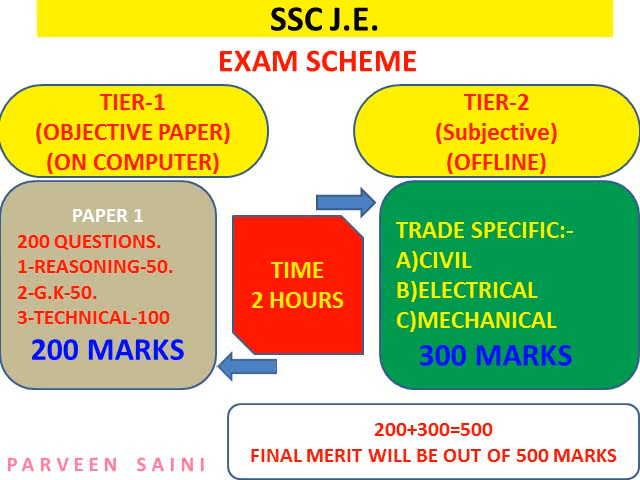 SSC J.E.
EXAM SCHEME
TIER-1
(OBJECTIVE PAPER)
(ON COMPUTER)
TIER-2
(Subjective)
(OFFLINE)
PAPER 1
200 QUESTIONS.
1-REASONING-50.
2-G.K-50.
3-TECHNICAL-100
200 MARKS
TIME
2 HOURS
TRADE SPECIFIC:-
A)CIVIL
B)ELECTRICAL
C)MECHANICAL
300 MARKS
200+300=500
FINAL MERIT WILL BE OUT OF 500 MARKS
PARVEEN SAINI